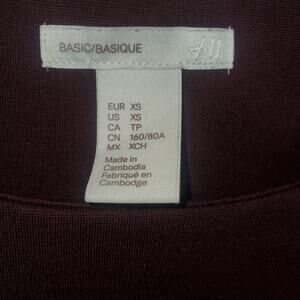 BASIC/BASIQUE
EUR XS
US XS
CA TP
CN 160/80A
MX XCH
Made in
Cambodia
Fabriqué en
Cambodge